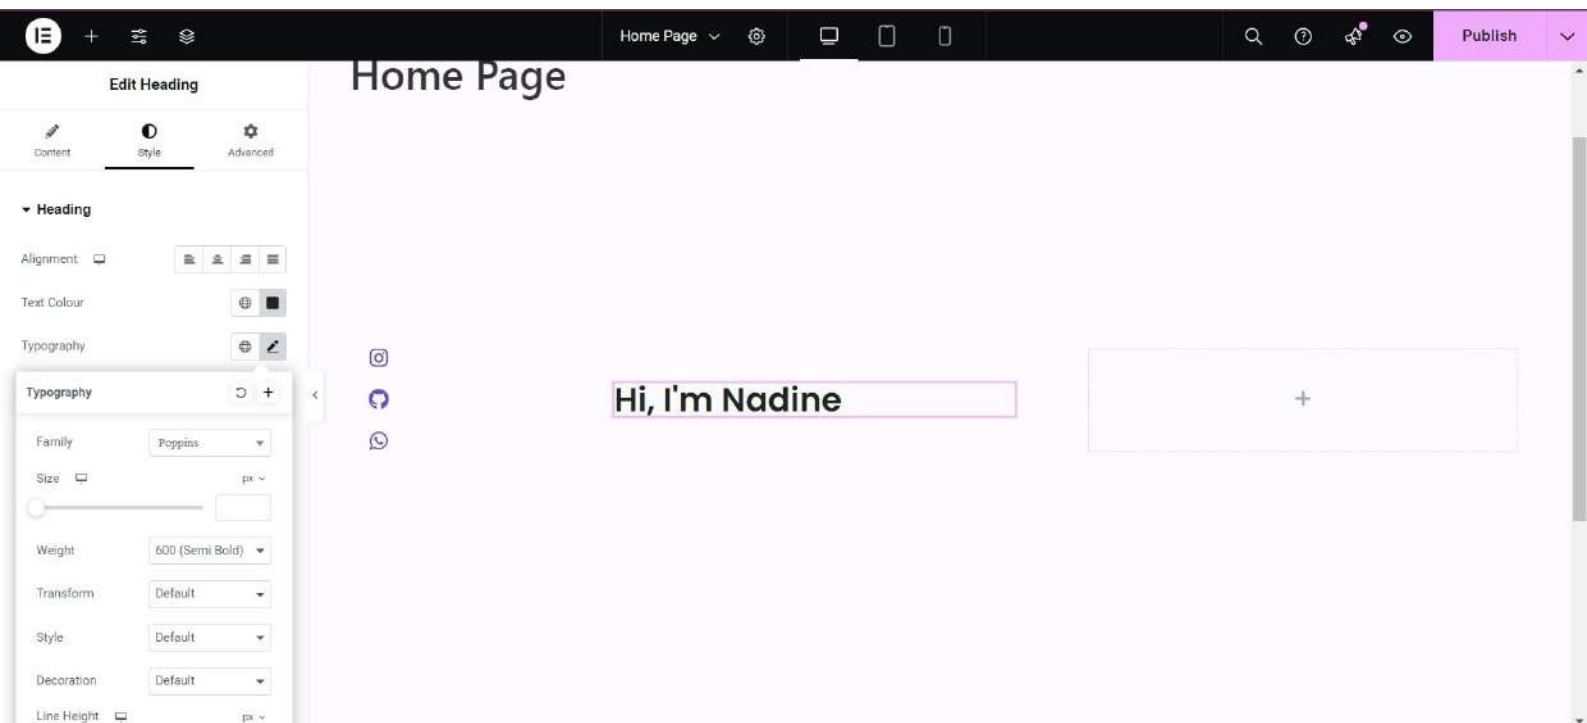 Home Page
Publish
Edit Heading
Content
Style
Advanced
Heading
Alignment
Text Colour
Typography
Typography
Family
Poppins
Size
px
Weight
600 (Semi Bold)
Transform
Default
Style
Default
Decoration
Default
Line Height
px
Home Page
Hi, I'm Nadine